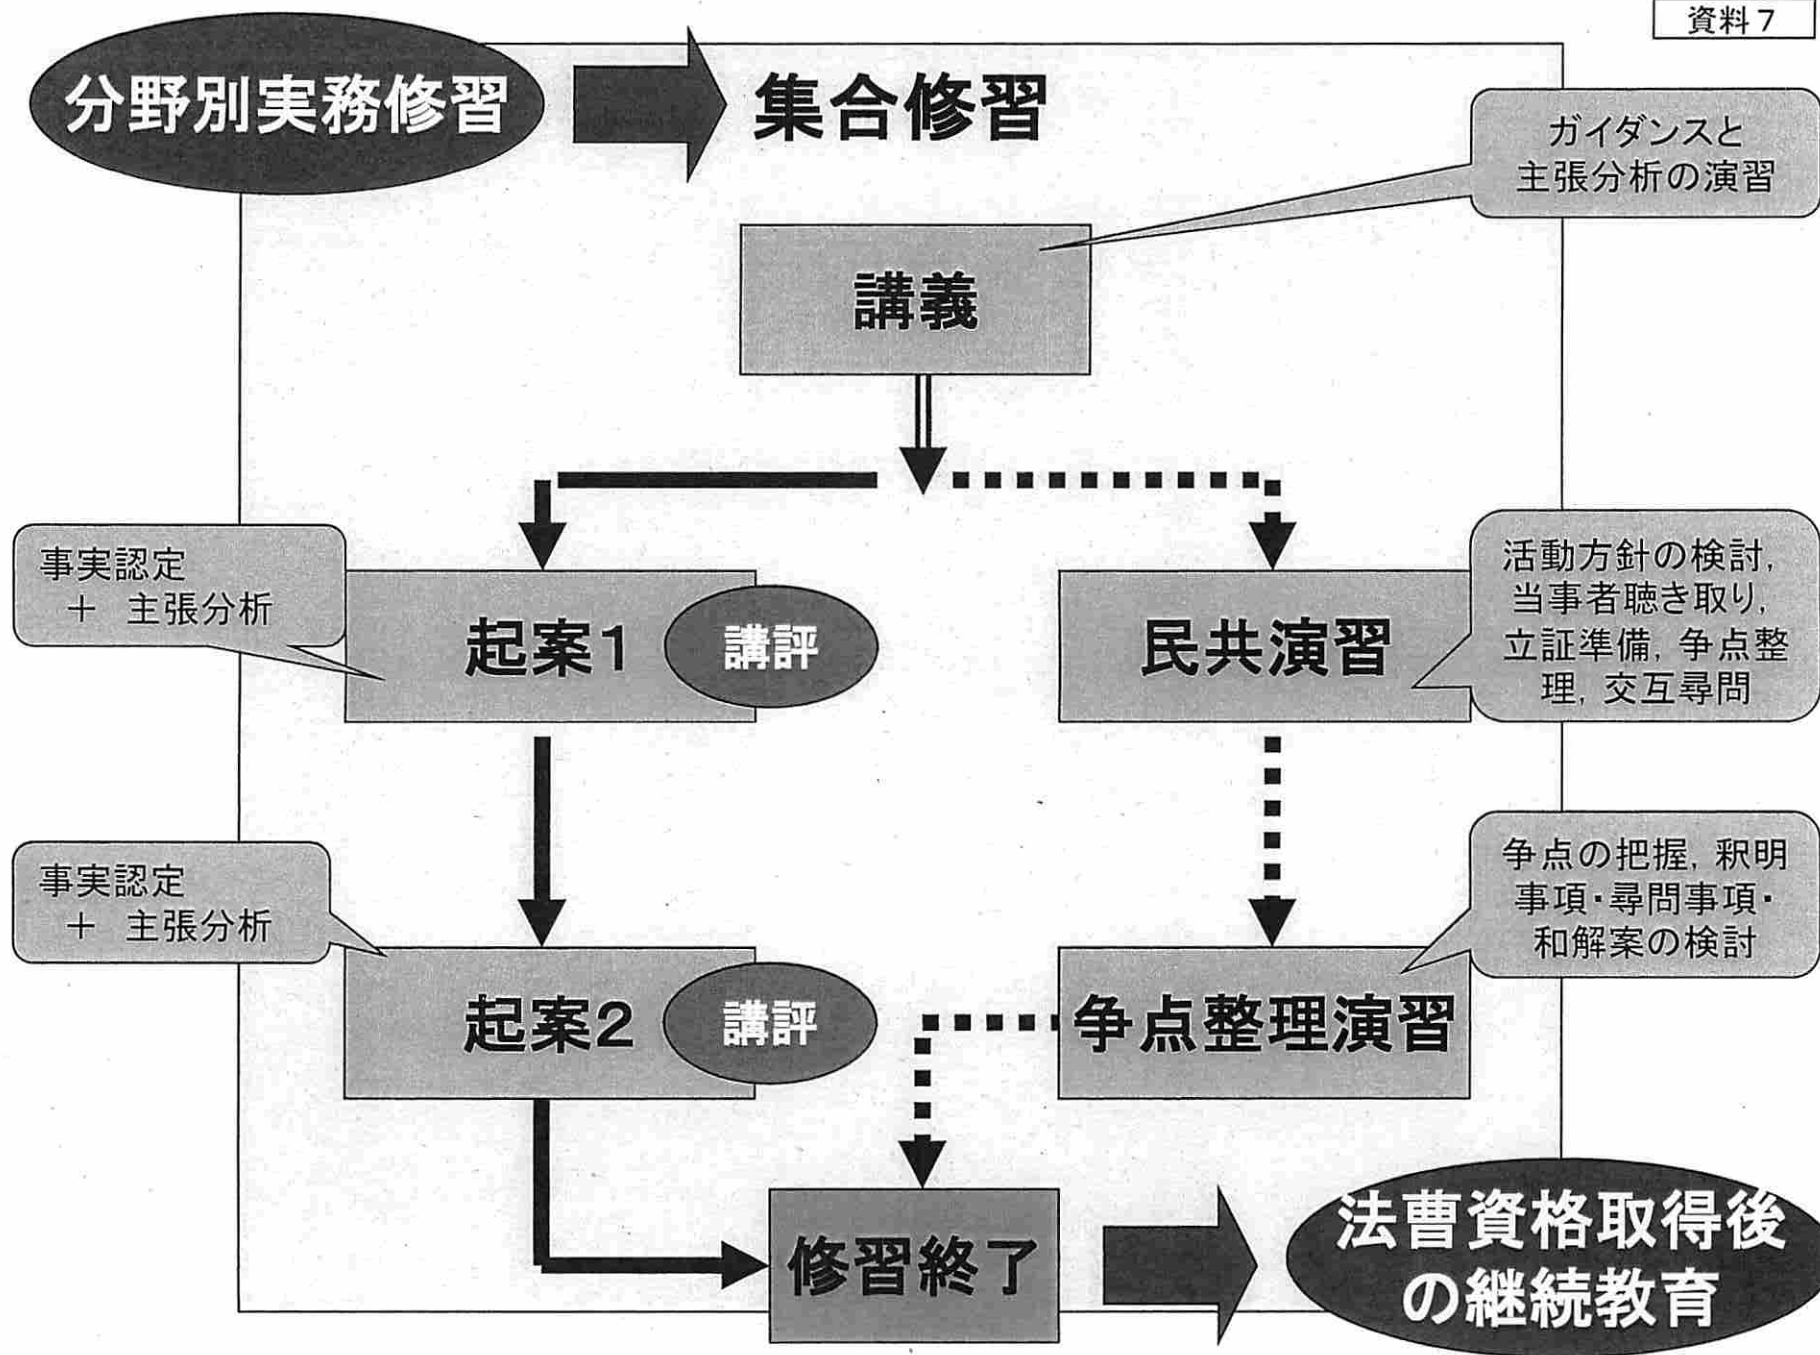 資料7
分野別実務修習
集合修習
ガイダンスと
主張分析の演習
講義
事実認定
＋ 主張分析
起案1
講評
民共演習
活動方針の検討,
当事者聴き取り,
立証準備, 争点整
理, 交互尋問
事実認定
＋ 主張分析
起案2
講評
争点整理演習
争点の把握, 釈明
事項・尋問事項・
和解案の検討
修習終了
法曹資格取得後
の継続教育